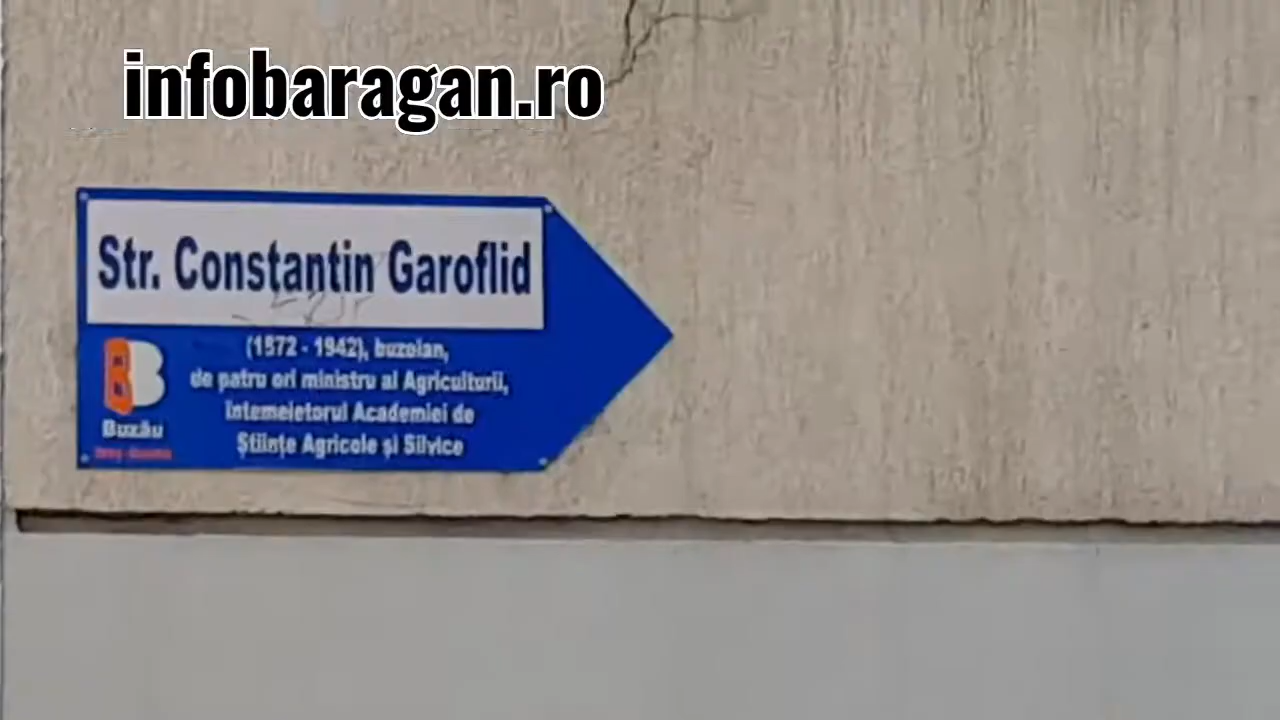 infobaragan.ro
Str. Constantin Garoflid
(1872 - 1942), buzoian,
de patru ori ministru al Agriculturii,
întemeietorul Academiei de
Științe Agricole și Silvice
B
Buzău